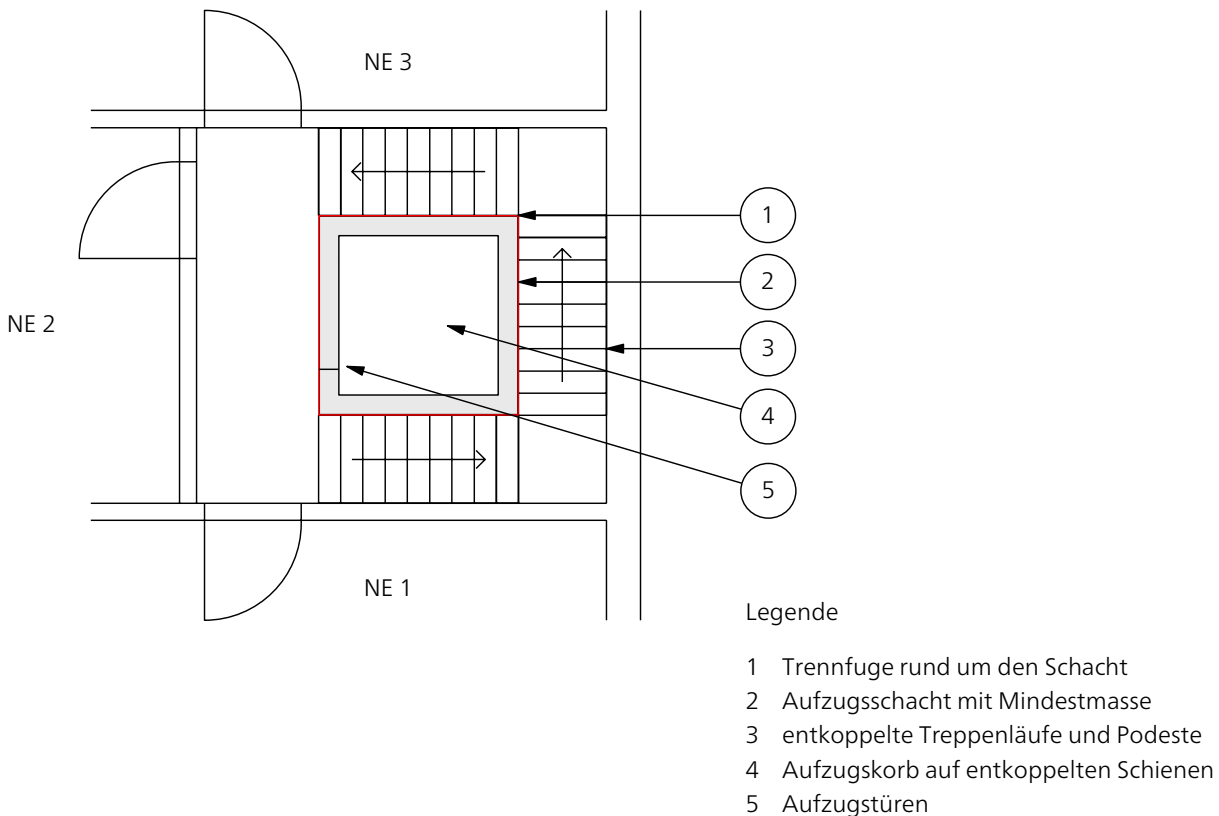 NE 3
1
2
NE 2
3
4
5
NE 1
Legende
1 Trennfuge rund um den Schacht
2 Aufzugsschacht mit Mindestmasse
3 entkoppelte Treppenläufe und Podeste
4 Aufzugskorb auf entkoppelten Schienen
5 Aufzugstüren